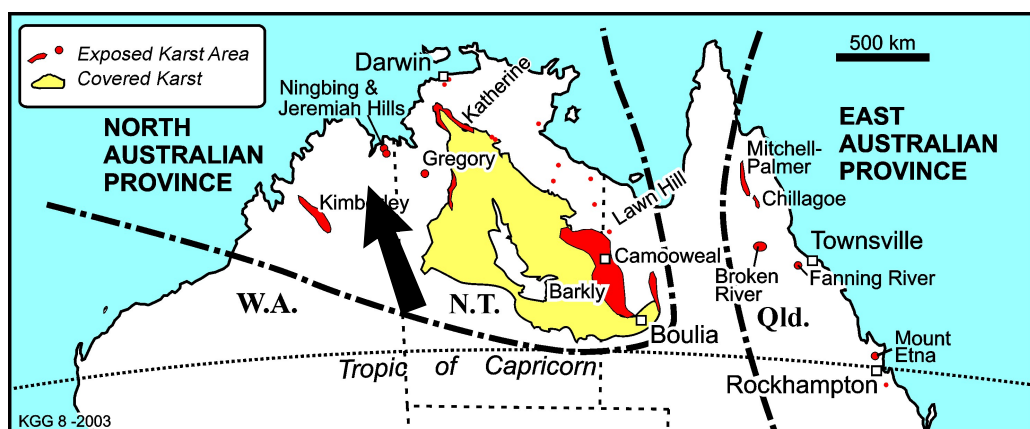 Exposed Karst Area
Covered Karst
500 km
Darwin
Katherine
Ningbing &
Jeremiah Hills
NORTH
AUSTRALIAN
PROVINCE
EAST
AUSTRALIAN
PROVINCE
Mitchell-
Palmer
Gregory
Chillagoe
Kimberley
Lawn Hill
Townsville
Camooweal
Broken
River
Fanning River
Barkly
W.A.
N.T.
Qld.
Boulia
Mount
Etna
Tropic of Capricorn
Rockhampton
KGG 8 -2003